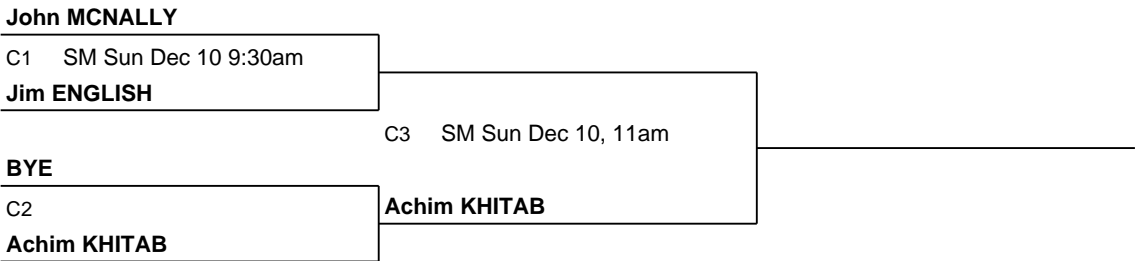 John MCNALLY
C1 SM Sun Dec 10 9:30am
Jim ENGLISH
C3 SM Sun Dec 10, 11am
BYE
C2
Achim KHITAB
Achim KHITAB